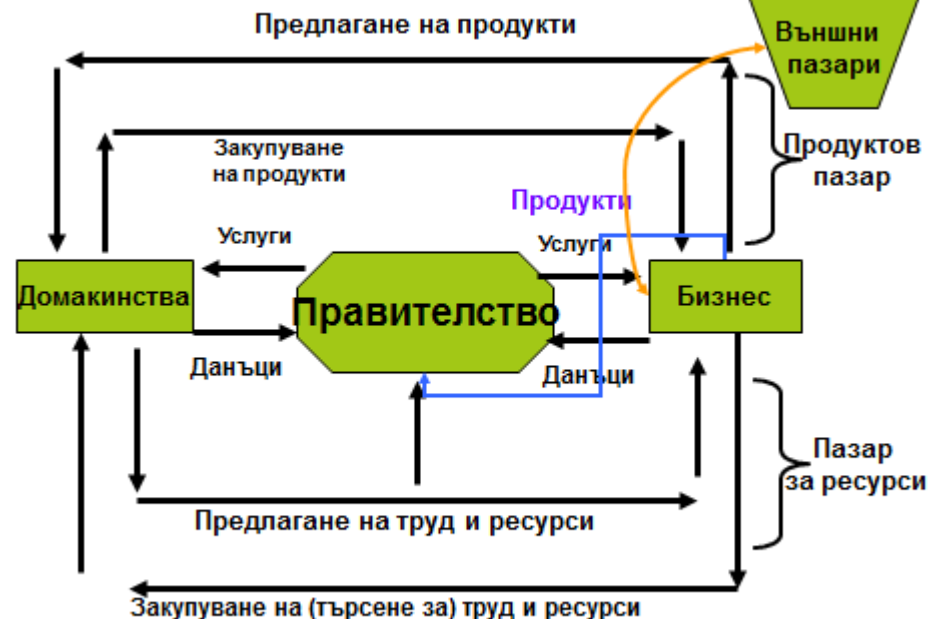 Предлагане на продукти
Външни
пазари
Закупуване
на продукти
Продуктов
пазар
Продукти
Услуги
Услуги
Домакинства
Правителство
Бизнес
Данъци
Данъци
Пазар
за ресурси
Предлагане на труд и ресурси
Закупуване на (търсене за) труд и ресурси